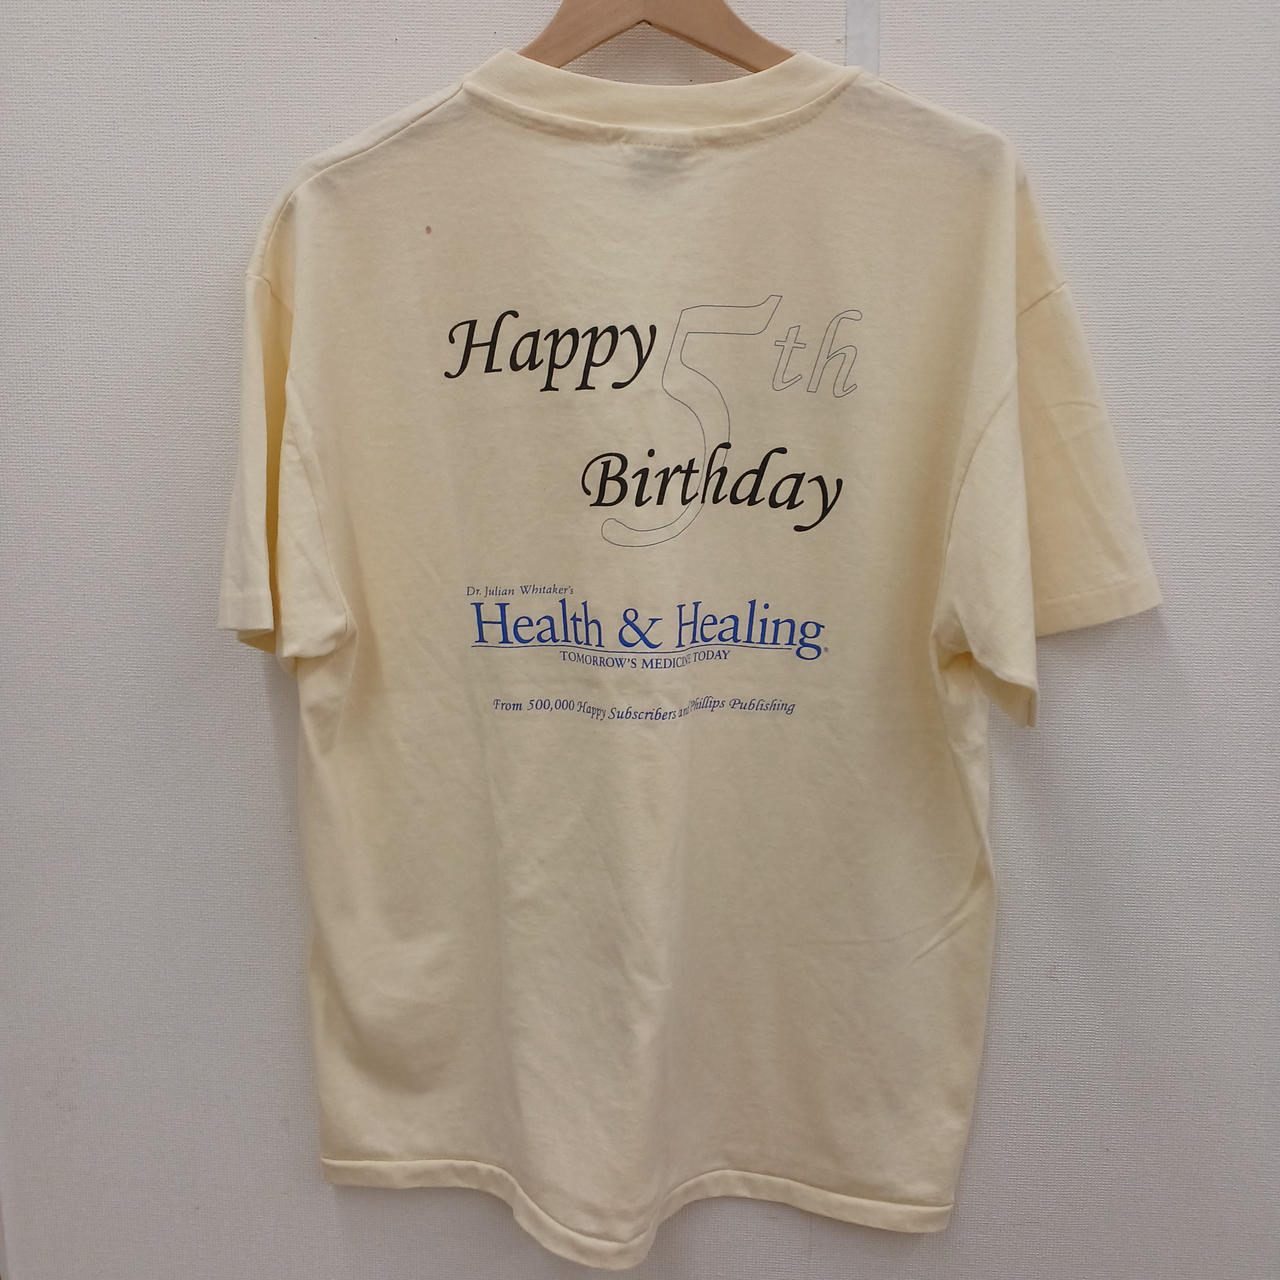 Happy 5th
Birthday
Dr. Julian Whitaker's
Health & Healing®
TOMORROW'S MEDICINE TODAY
From 500,000 Happy Subscribers and Phillips Publishing